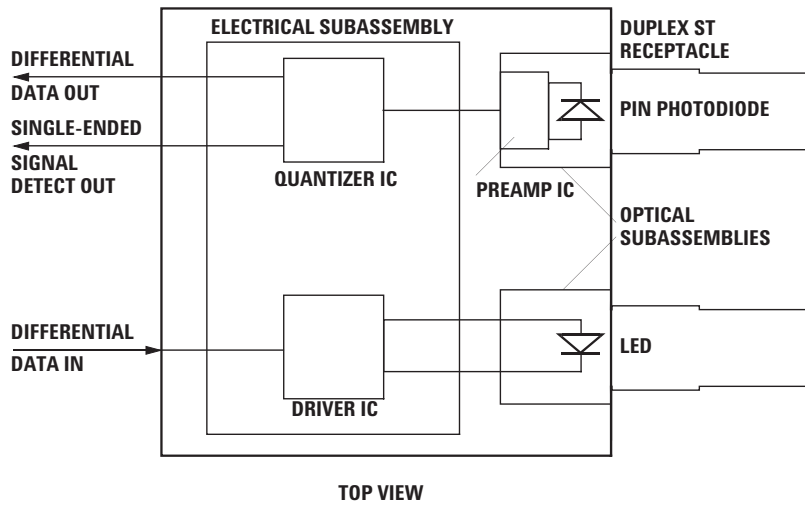 ELECTRICAL SUBASSEMBLY
DUPLEX ST
RECEPTACLE
DIFFERENTIAL
DATA OUT
SINGLE-ENDED
SIGNAL
DETECT OUT
QUANTIZER IC
PREAMP IC
PIN PHOTODIODE
OPTICAL
SUBASSEMBLIES
DIFFERENTIAL
DATA IN
DRIVER IC
LED
TOP VIEW